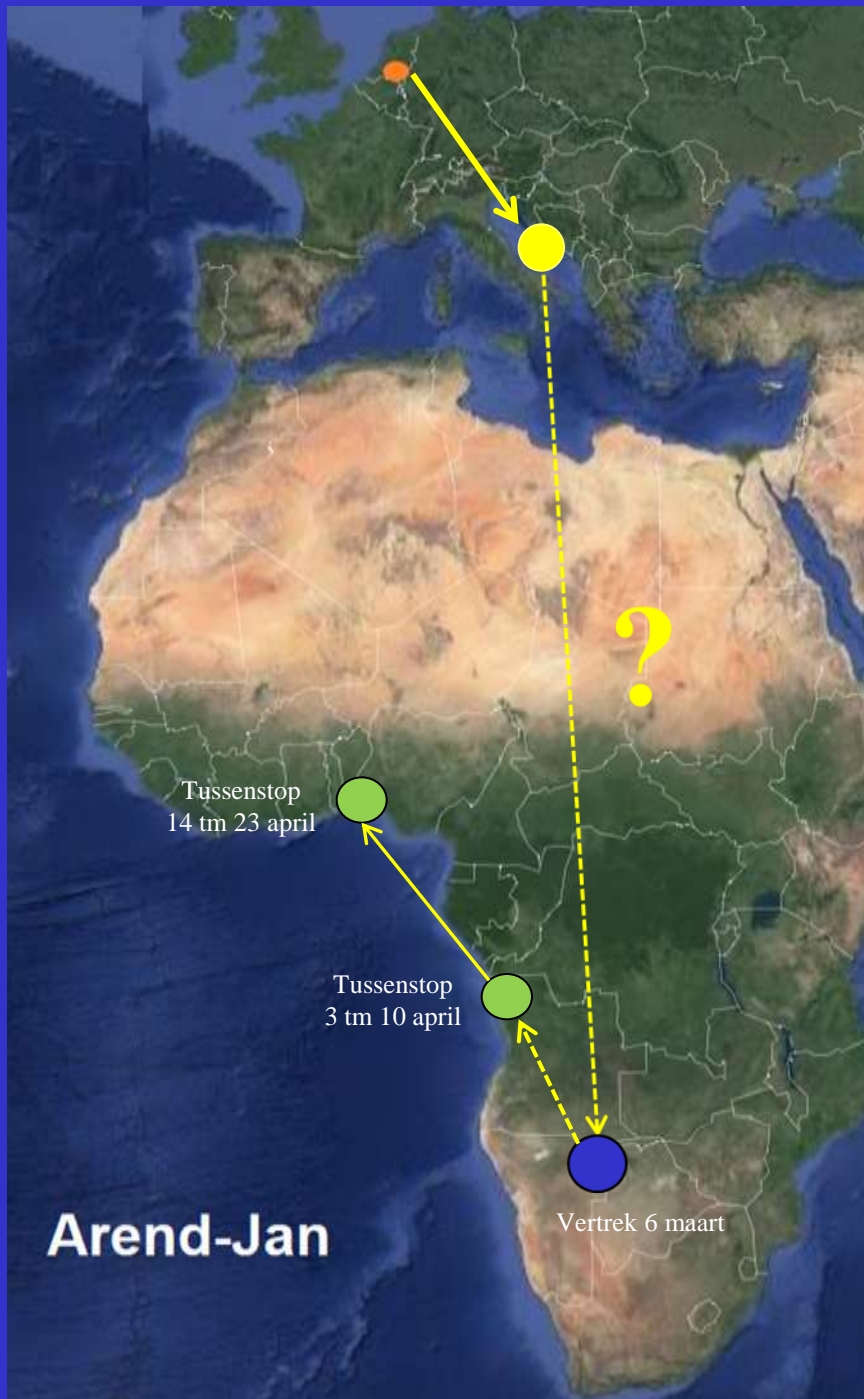 ?
Tussenstop
14 tm 23 april
Tussenstop
3 tm 10 april
Vertrek 6 maart
Arend-Jan